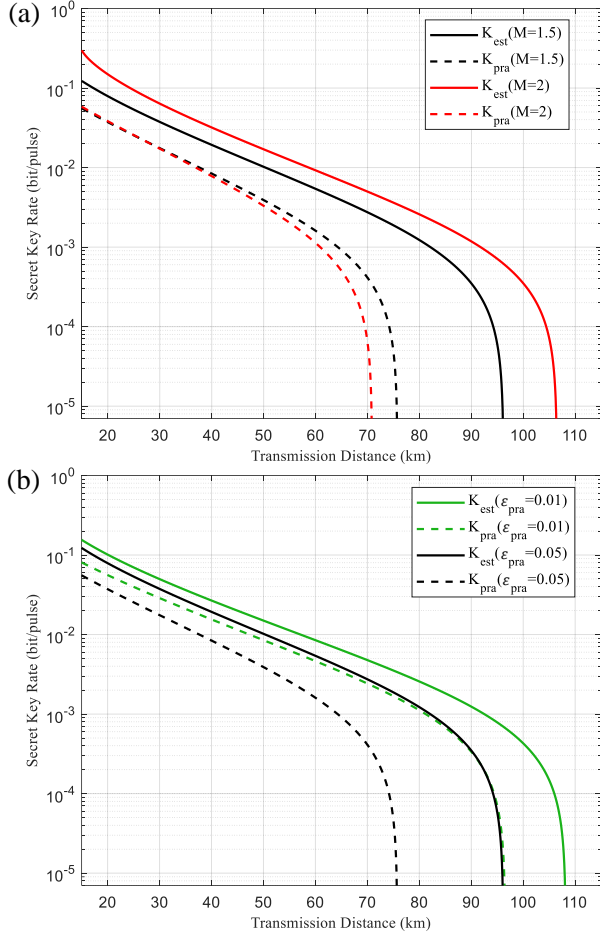 (a)
10^0
10^-1
10^-2
10^-3
10^-4
10^-5
Secret Key Rate (bit/pulse)
K_est(M=1.5)
K_pra(M=1.5)
K_est(M=2)
K_pra(M=2)
20 30 40 50 60 70 80 90 100 110
Transmission Distance (km)
(b)
10^0
10^-1
10^-2
10^-3
10^-4
10^-5
Secret Key Rate (bit/pulse)
K_est(ε_pra=0.01)
K_pra(ε_pra=0.01)
K_est(ε_pra=0.05)
K_pra(ε_pra=0.05)
20 30 40 50 60 70 80 90 100 110
Transmission Distance (km)